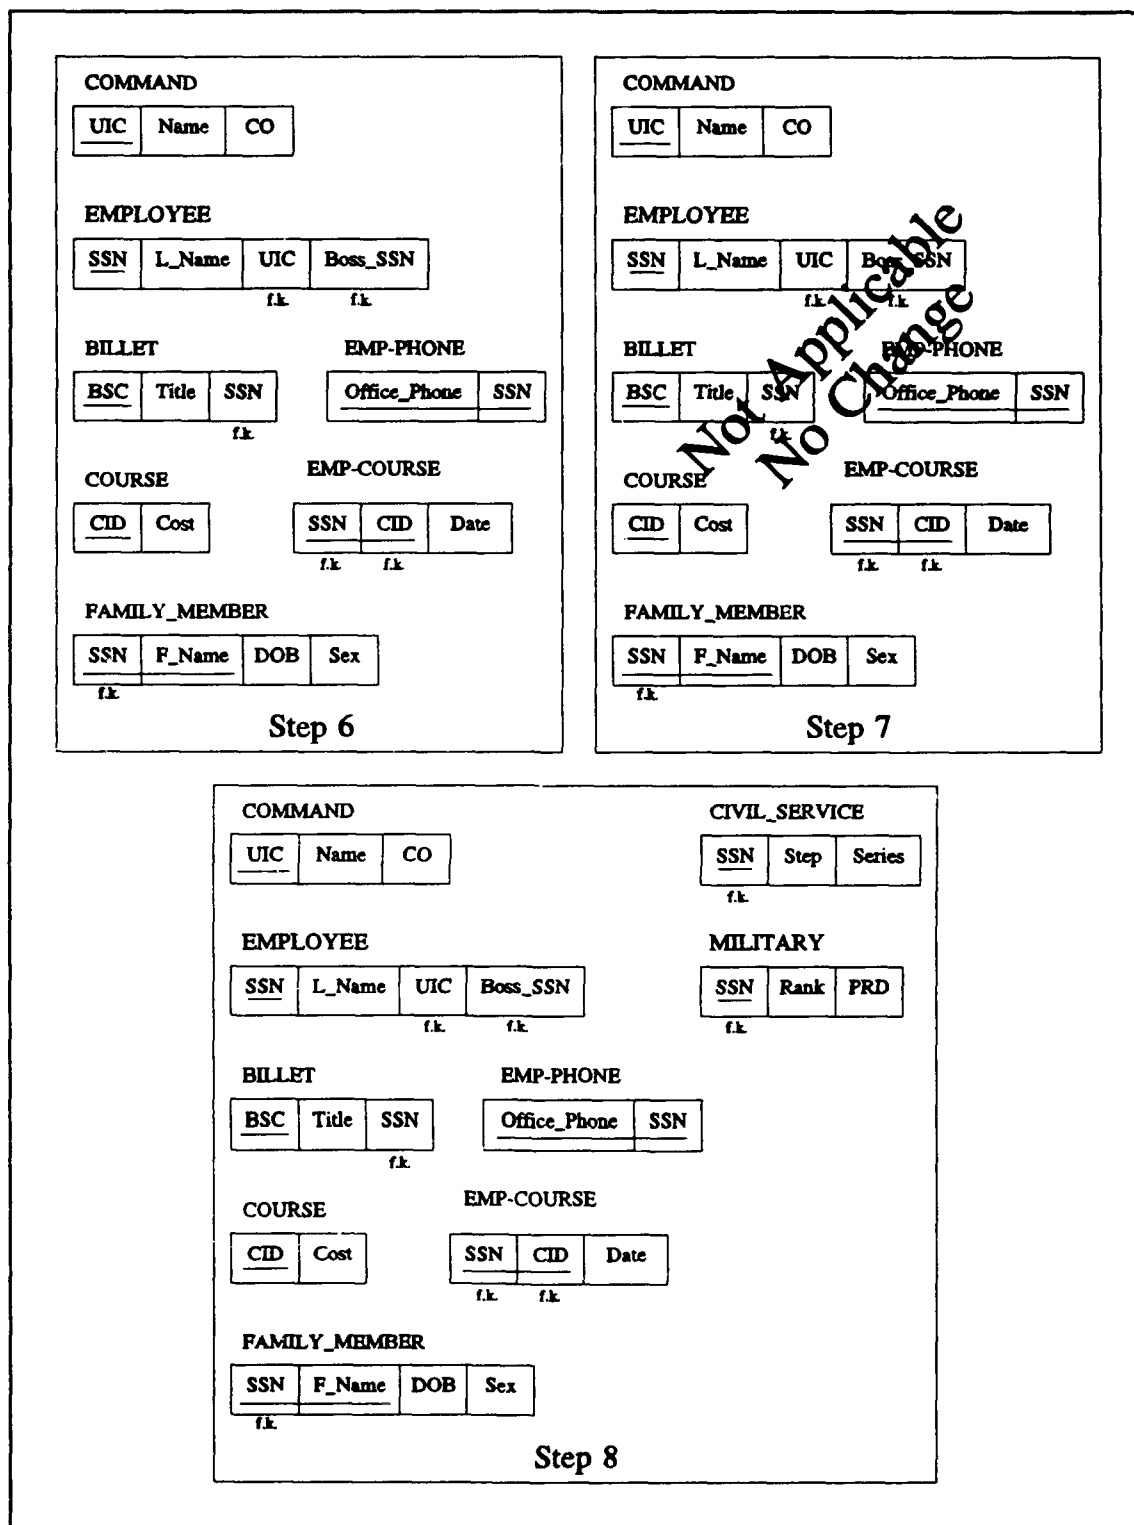 COMMAND
UIC Name CO
EMPLOYEE
SSN L_Name UIC Boss_SSN
f.k. f.k.
BILLET EMP-PHONE
BSC Title SSN Office_Phone SSN
f.k.
COURSE EMP-COURSE
CID Cost SSN CID Date
f.k. f.k.
FAMILY_MEMBER
SSN F_Name DOB Sex
f.k.
Step 6
COMMAND
UIC Name CO
EMPLOYEE
SSN L_Name UIC Boss_SSN
f.k. f.k.
BILLET EMP-PHONE
BSC Title SSN Office_Phone SSN
f.k.
COURSE EMP-COURSE
CID Cost SSN CID Date
f.k. f.k.
FAMILY_MEMBER
SSN F_Name DOB Sex
f.k.
Not Applicable
No Change
Step 7
COMMAND CIVIL_SERVICE
UIC Name CO SSN Step Series
f.k.
EMPLOYEE MILITARY
SSN L_Name UIC Boss_SSN SSN Rank PRD
f.k. f.k. f.k.
BILLET EMP-PHONE
BSC Title SSN Office_Phone SSN
f.k.
COURSE EMP-COURSE
CID Cost SSN CID Date
f.k. f.k.
FAMILY_MEMBER
SSN F_Name DOB Sex
f.k.
Step 8